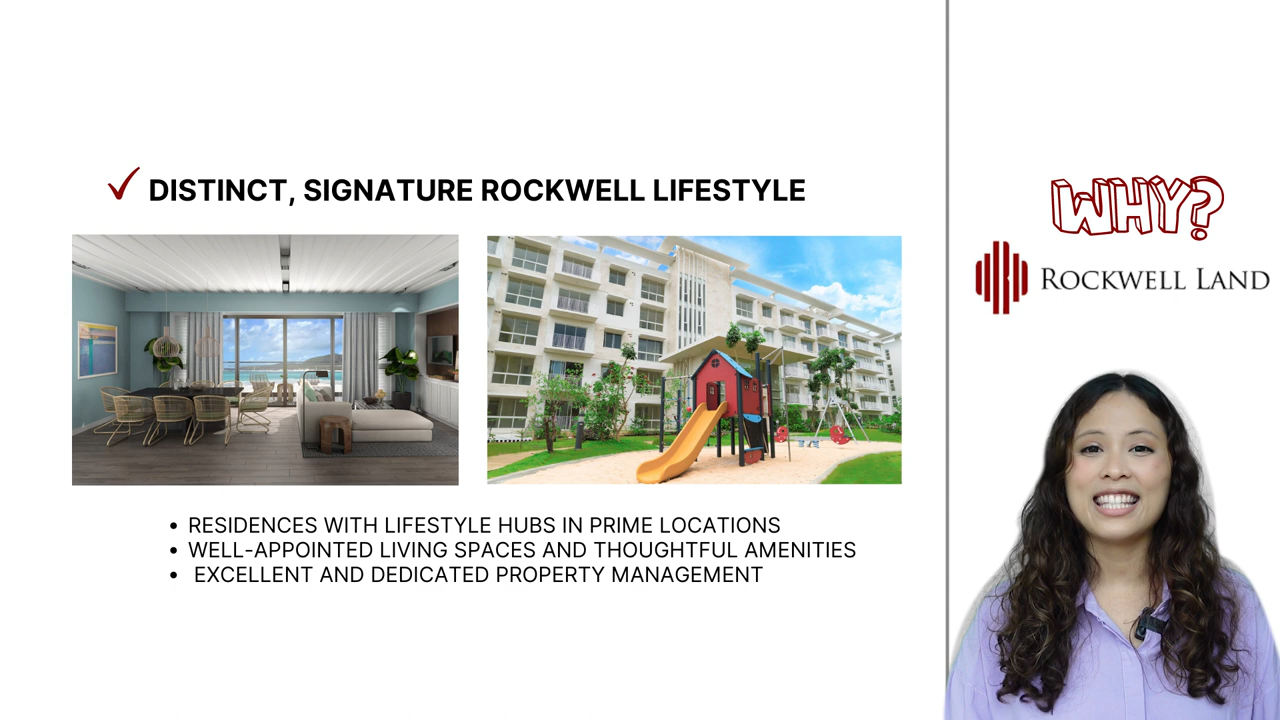 DISTINCT, SIGNATURE ROCKWELL LIFESTYLE
RESIDENCES WITH LIFESTYLE HUBS IN PRIME LOCATIONS
WELL-APPOINTED LIVING SPACES AND THOUGHTFUL AMENITIES
EXCELLENT AND DEDICATED PROPERTY MANAGEMENT
WHY?
ROCKWELL LAND